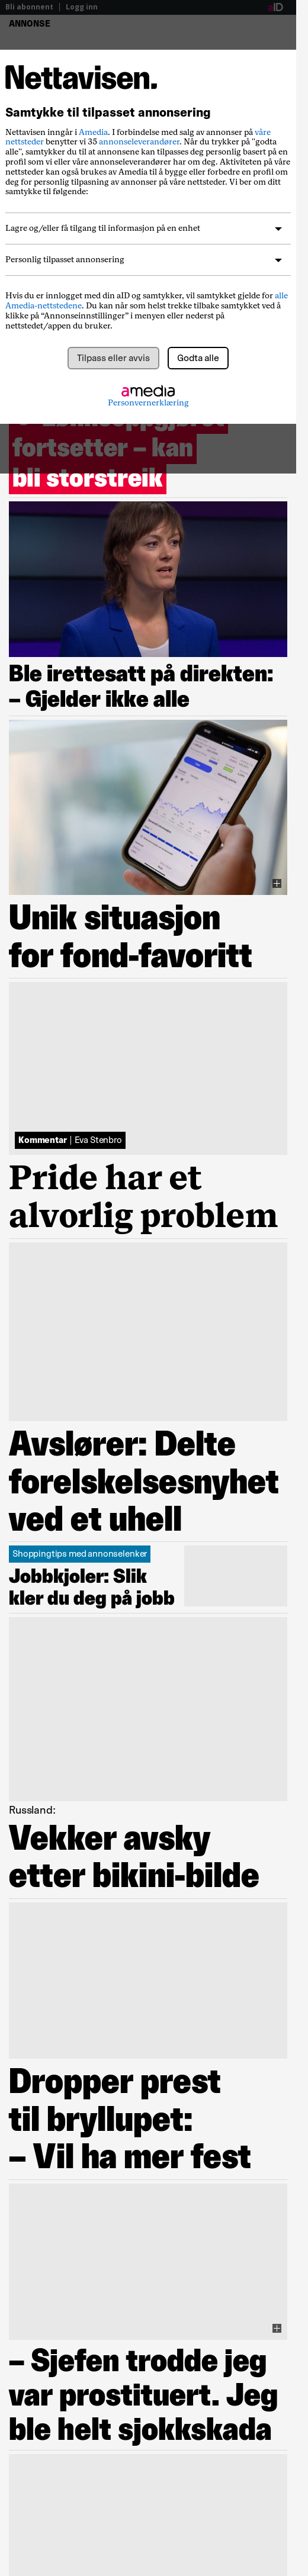 Bli abonnent | Logg inn
aID
ANNONSE
Nettavisen.
Samtykke til tilpasset annonsering
Nettavisen inngår i Amedia. I forbindelse med salg av annonser på våre
nettsteder benytter vi 35 annonseleverandører. Når du trykker på "godta
alle", samtykker du til at annonsene kan tilpasses deg personlig basert på en
profil som vi eller våre annonseleverandører har om deg. Aktiviteten på våre
nettsteder kan også brukes av Amedia til å bygge eller forbedre en profil om
deg for personlig tilpasning av annonser på våre nettsteder. Vi ber om ditt
samtykke til følgende:
Lagre og/eller få tilgang til informasjon på en enhet
Personlig tilpasset annonsering
Hvis du er innlogget med din aID og samtykker, vil samtykket gjelde for alle
Amedia-nettstedene. Du kan når som helst trekke tilbake samtykket ved å
klikke på “Annonseinnstillinger” i menyen eller nederst på
nettstedet/appen du bruker.
Tilpass eller avvis
Godta alle
amedia
Personvernerklæring
fortsetter – kan
bli storstreik
Ble irettesatt på direkten:
– Gjelder ikke alle
Unik situasjon
for fond-favoritt
Kommentar | Eva Stenbro
Pride har et
alvorlig problem
Avslører: Delte
forelskelsesnyhet
ved et uhell
Shoppingtips med annonselenker
Jobbkjoler: Slik
kler du deg på jobb
Russland:
Vekker avsky
etter bikini-bilde
Dropper prest
til bryllupet:
– Vil ha mer fest
– Sjefen trodde jeg
var prostituert. Jeg
ble helt sjokkskada